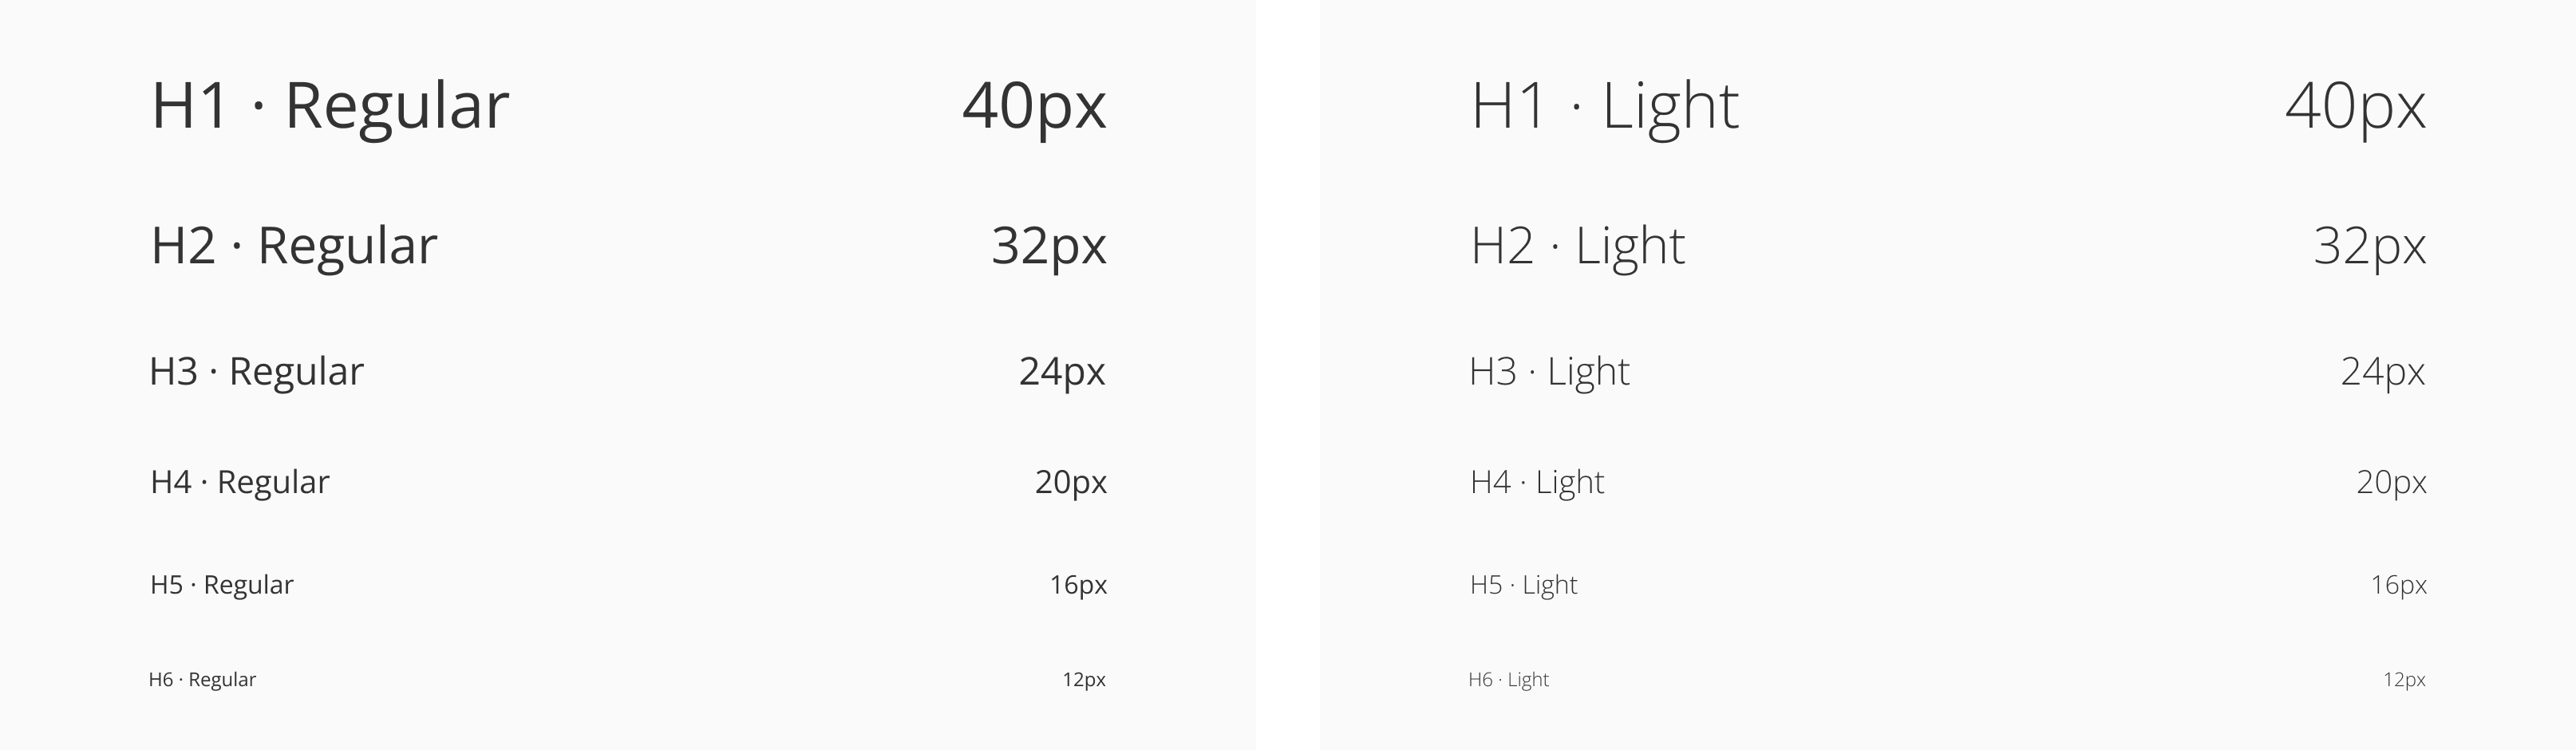 H1 · Regular 40px
H2 · Regular 32px
H3 · Regular 24px
H4 · Regular 20px
H5 · Regular 16px
H6 · Regular 12px
H1 · Light 40px
H2 · Light 32px
H3 · Light 24px
H4 · Light 20px
H5 · Light 16px
H6 · Light 12px